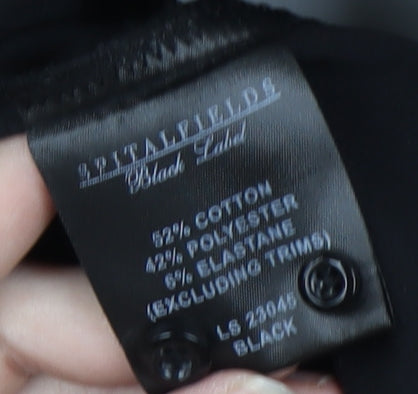 SPITALFIELDS
Black Label
52% COTTON
42% POLYESTER
6% ELASTANE
(EXCLUDING TRIMS)
LS 23045
BLACK